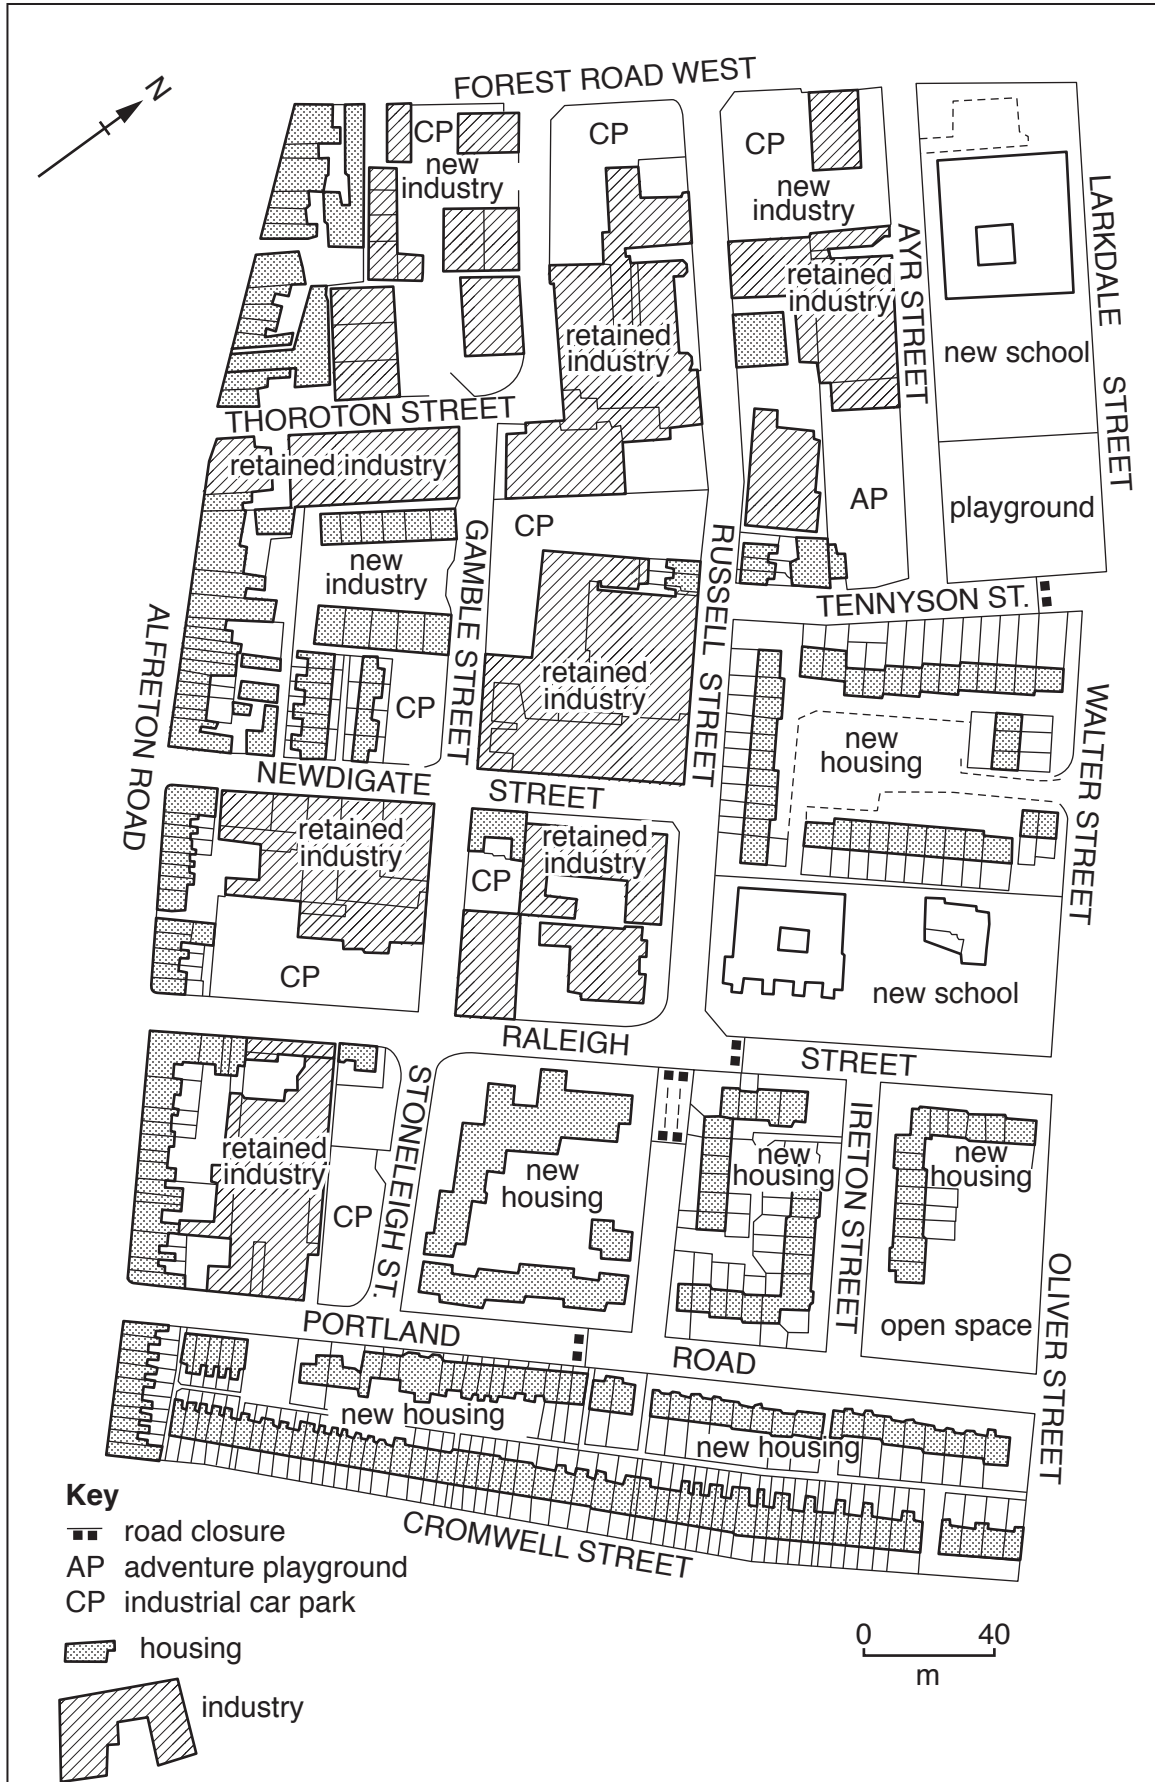 N
FOREST ROAD WEST
CP
new
industry
CP
CP
new
industry
LARKDALE STREET
AYR STREET
retained
industry
retained
industry
new school
THOROTON STREET
retained industry
AP
playground
CP
new
industry
GAMBLE STREET
RUSSELL STREET
TENNYSON ST.
ALFRETON ROAD
retained
industry
CP
WALTER STREET
new
housing
NEWDIGATE STREET
retained
industry
retained
industry
CP
CP
new school
RALEIGH STREET
STONELEIGH ST.
IRETON STREET
retained
industry
new
housing
new
housing
new
housing
CP
OLIVER STREET
open space
PORTLAND ROAD
new housing
new housing
CROMWELL STREET
Key
road closure
AP adventure playground
CP industrial car park
housing
industry
0 40
m